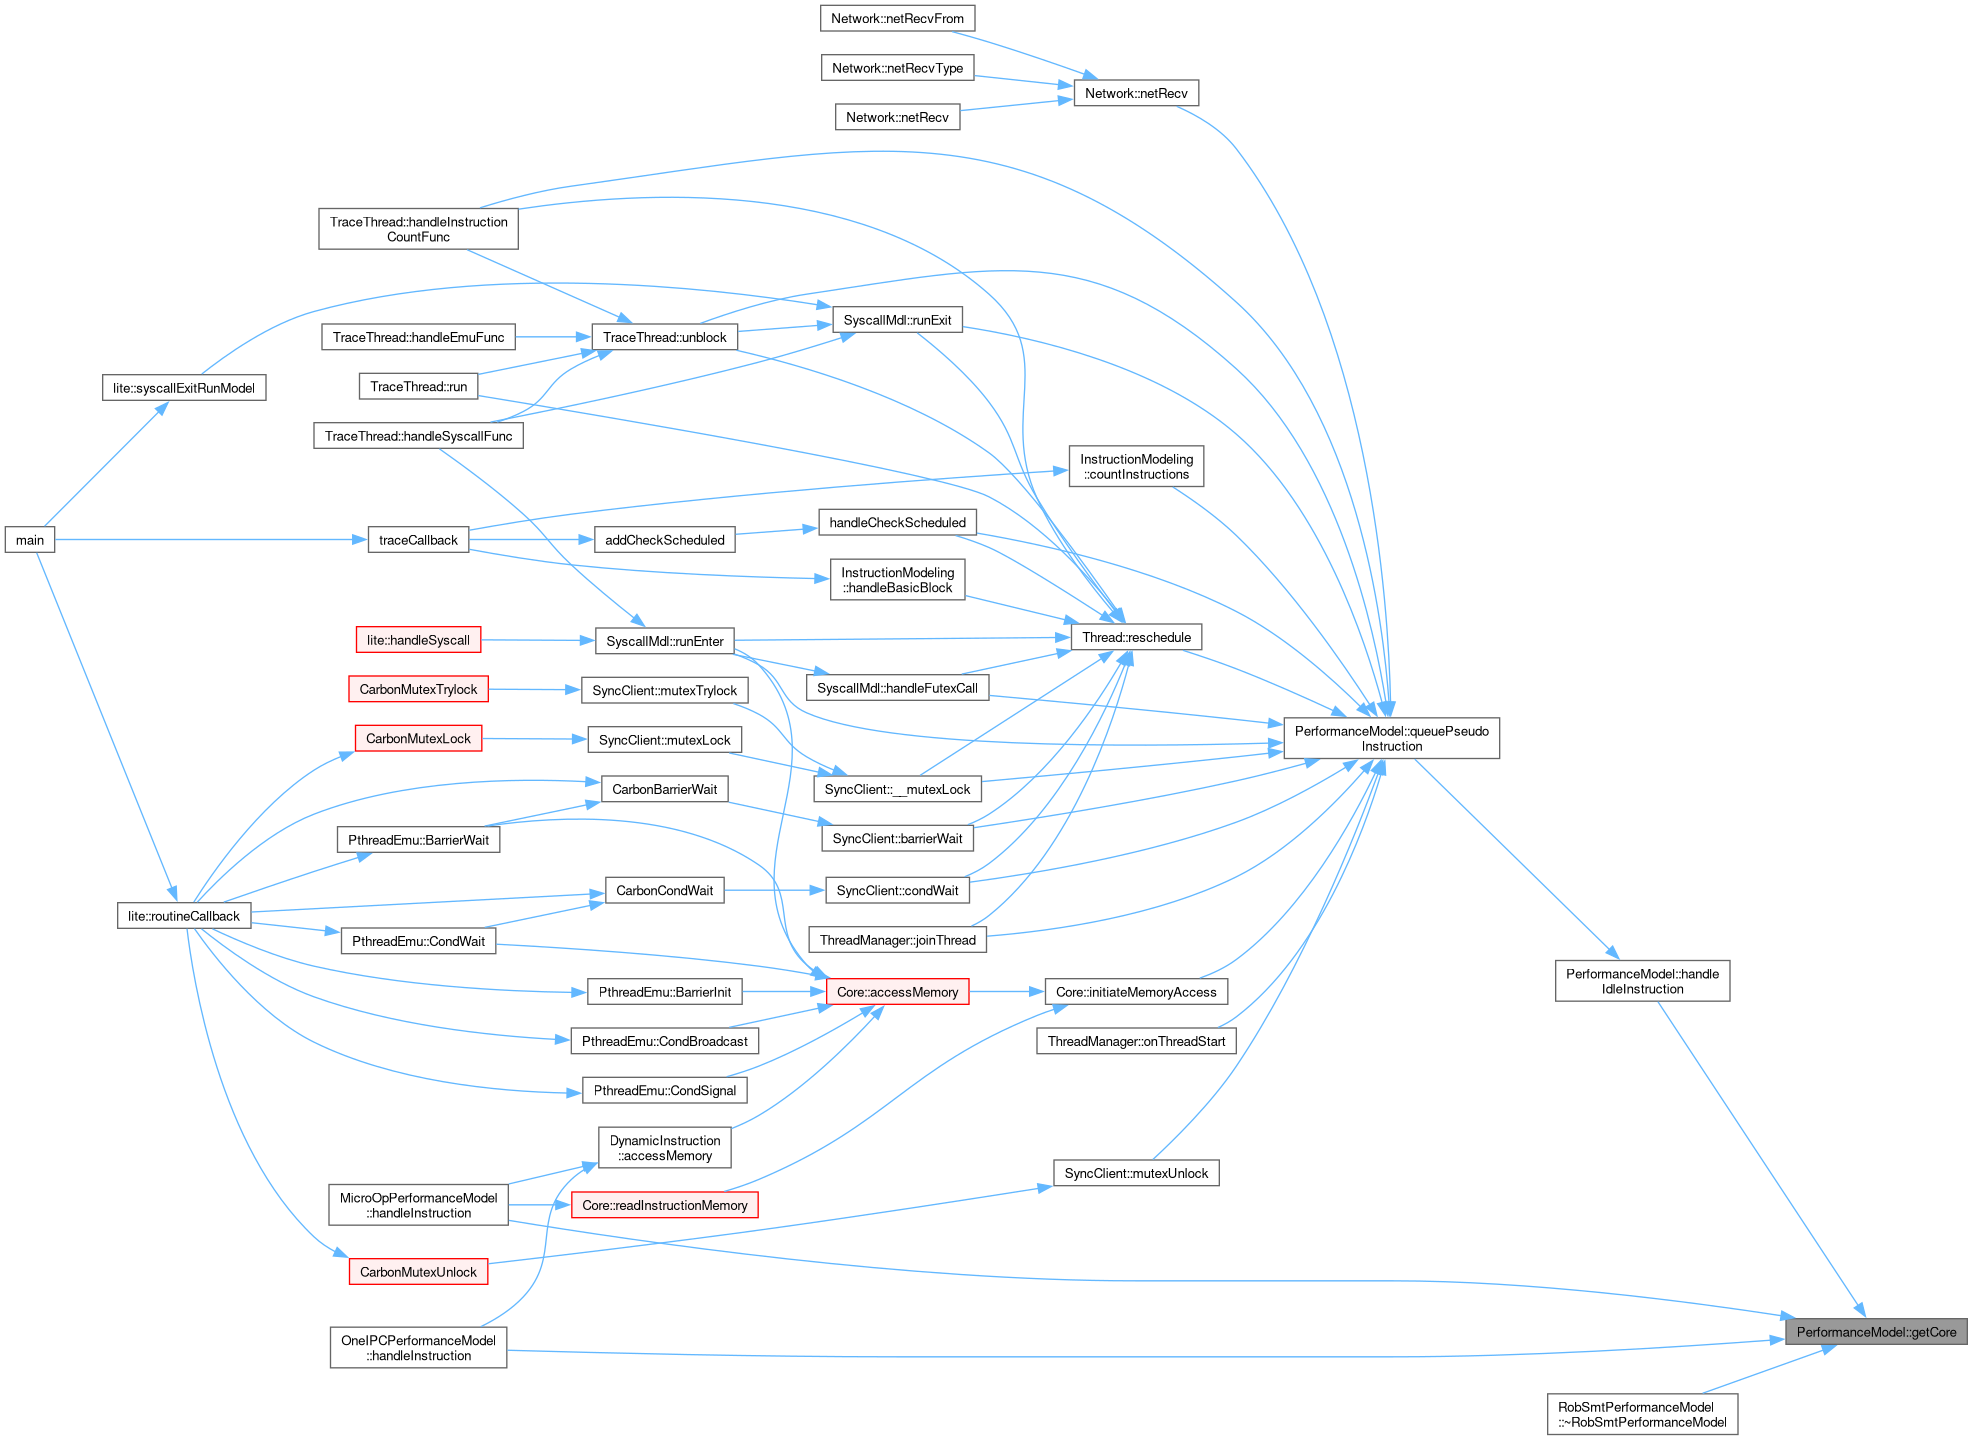 Network::netRecvFrom
Network::netRecvType
Network::netRecv
Network::netRecv
TraceThread::handleInstruction
CountFunc
SyscallMdl::runExit
TraceThread::handleEmuFunc
TraceThread::unblock
lite::syscallExitRunModel
TraceThread::run
TraceThread::handleSyscallFunc
InstructionModeling
::countInstructions
main
traceCallback
addCheckScheduled
handleCheckScheduled
InstructionModeling
::handleBasicBlock
lite::handleSyscall
SyscallMdl::runEnter
Thread::reschedule
CarbonMutexTrylock
SyncClient::mutexTrylock
SyscallMdl::handleFutexCall
CarbonMutexLock
SyncClient::mutexLock
PerformanceModel::queuePseudo
Instruction
CarbonBarrierWait
SyncClient::__mutexLock
PthreadEmu::BarrierWait
SyncClient::barrierWait
CarbonCondWait
SyncClient::condWait
lite::routineCallback
PthreadEmu::CondWait
ThreadManager::joinThread
PthreadEmu::BarrierInit
Core::accessMemory
Core::initiateMemoryAccess
PerformanceModel::handle
IdleInstruction
PthreadEmu::CondBroadcast
ThreadManager::onThreadStart
PthreadEmu::CondSignal
DynamicInstruction
::accessMemory
SyncClient::mutexUnlock
MicroOpPerformanceModel
::handleInstruction
Core::readInstructionMemory
CarbonMutexUnlock
OneIPCPerformanceModel
::handleInstruction
PerformanceModel::getCore
RobSmtPerformanceModel
::~RobSmtPerformanceModel